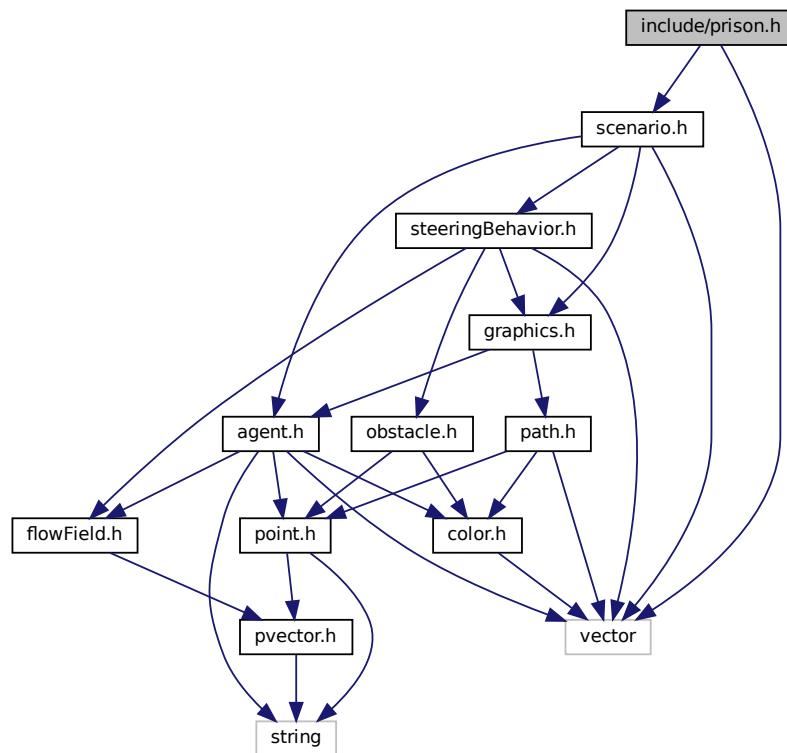 include/prison.h
scenario.h
steeringBehavior.h
graphics.h
agent.h
obstacle.h
path.h
flowField.h
point.h
color.h
pvector.h
vector
string